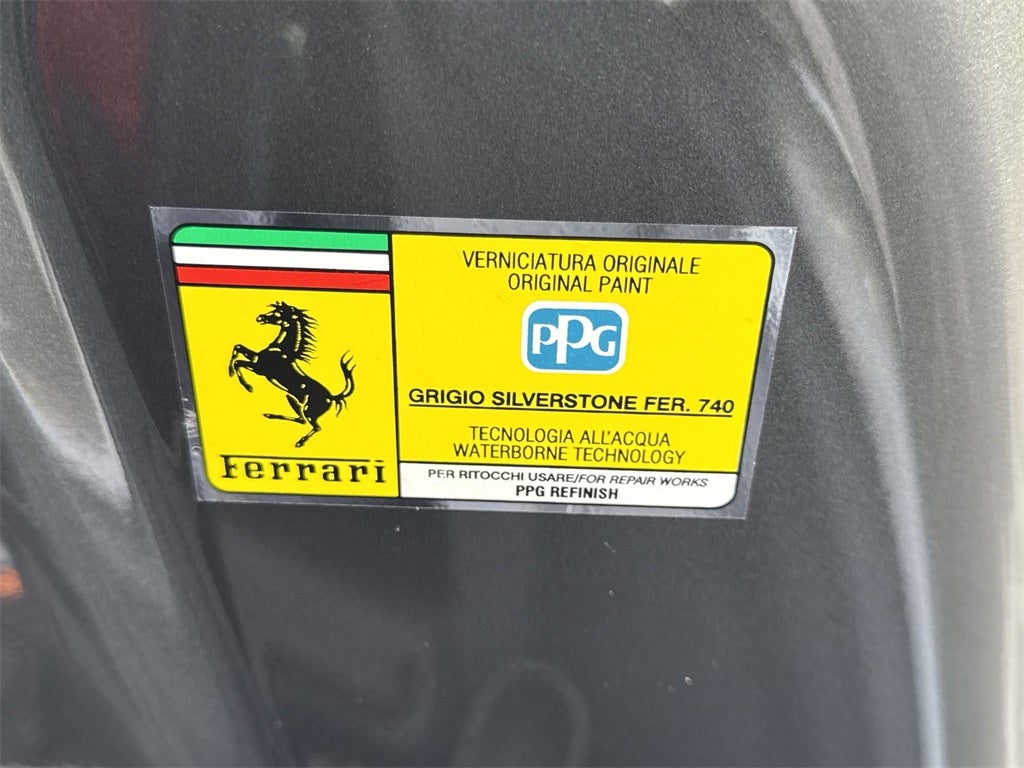 VERNICIATURA ORIGINALE
ORIGINAL PAINT
PPG
GRIGIO SILVERSTONE FER. 740
TECNOLOGIA ALL'ACQUA
WATERBORNE TECHNOLOGY
PER RITOCCHI USARE/FOR REPAIR WORKS
PPG REFINISH
Ferrari